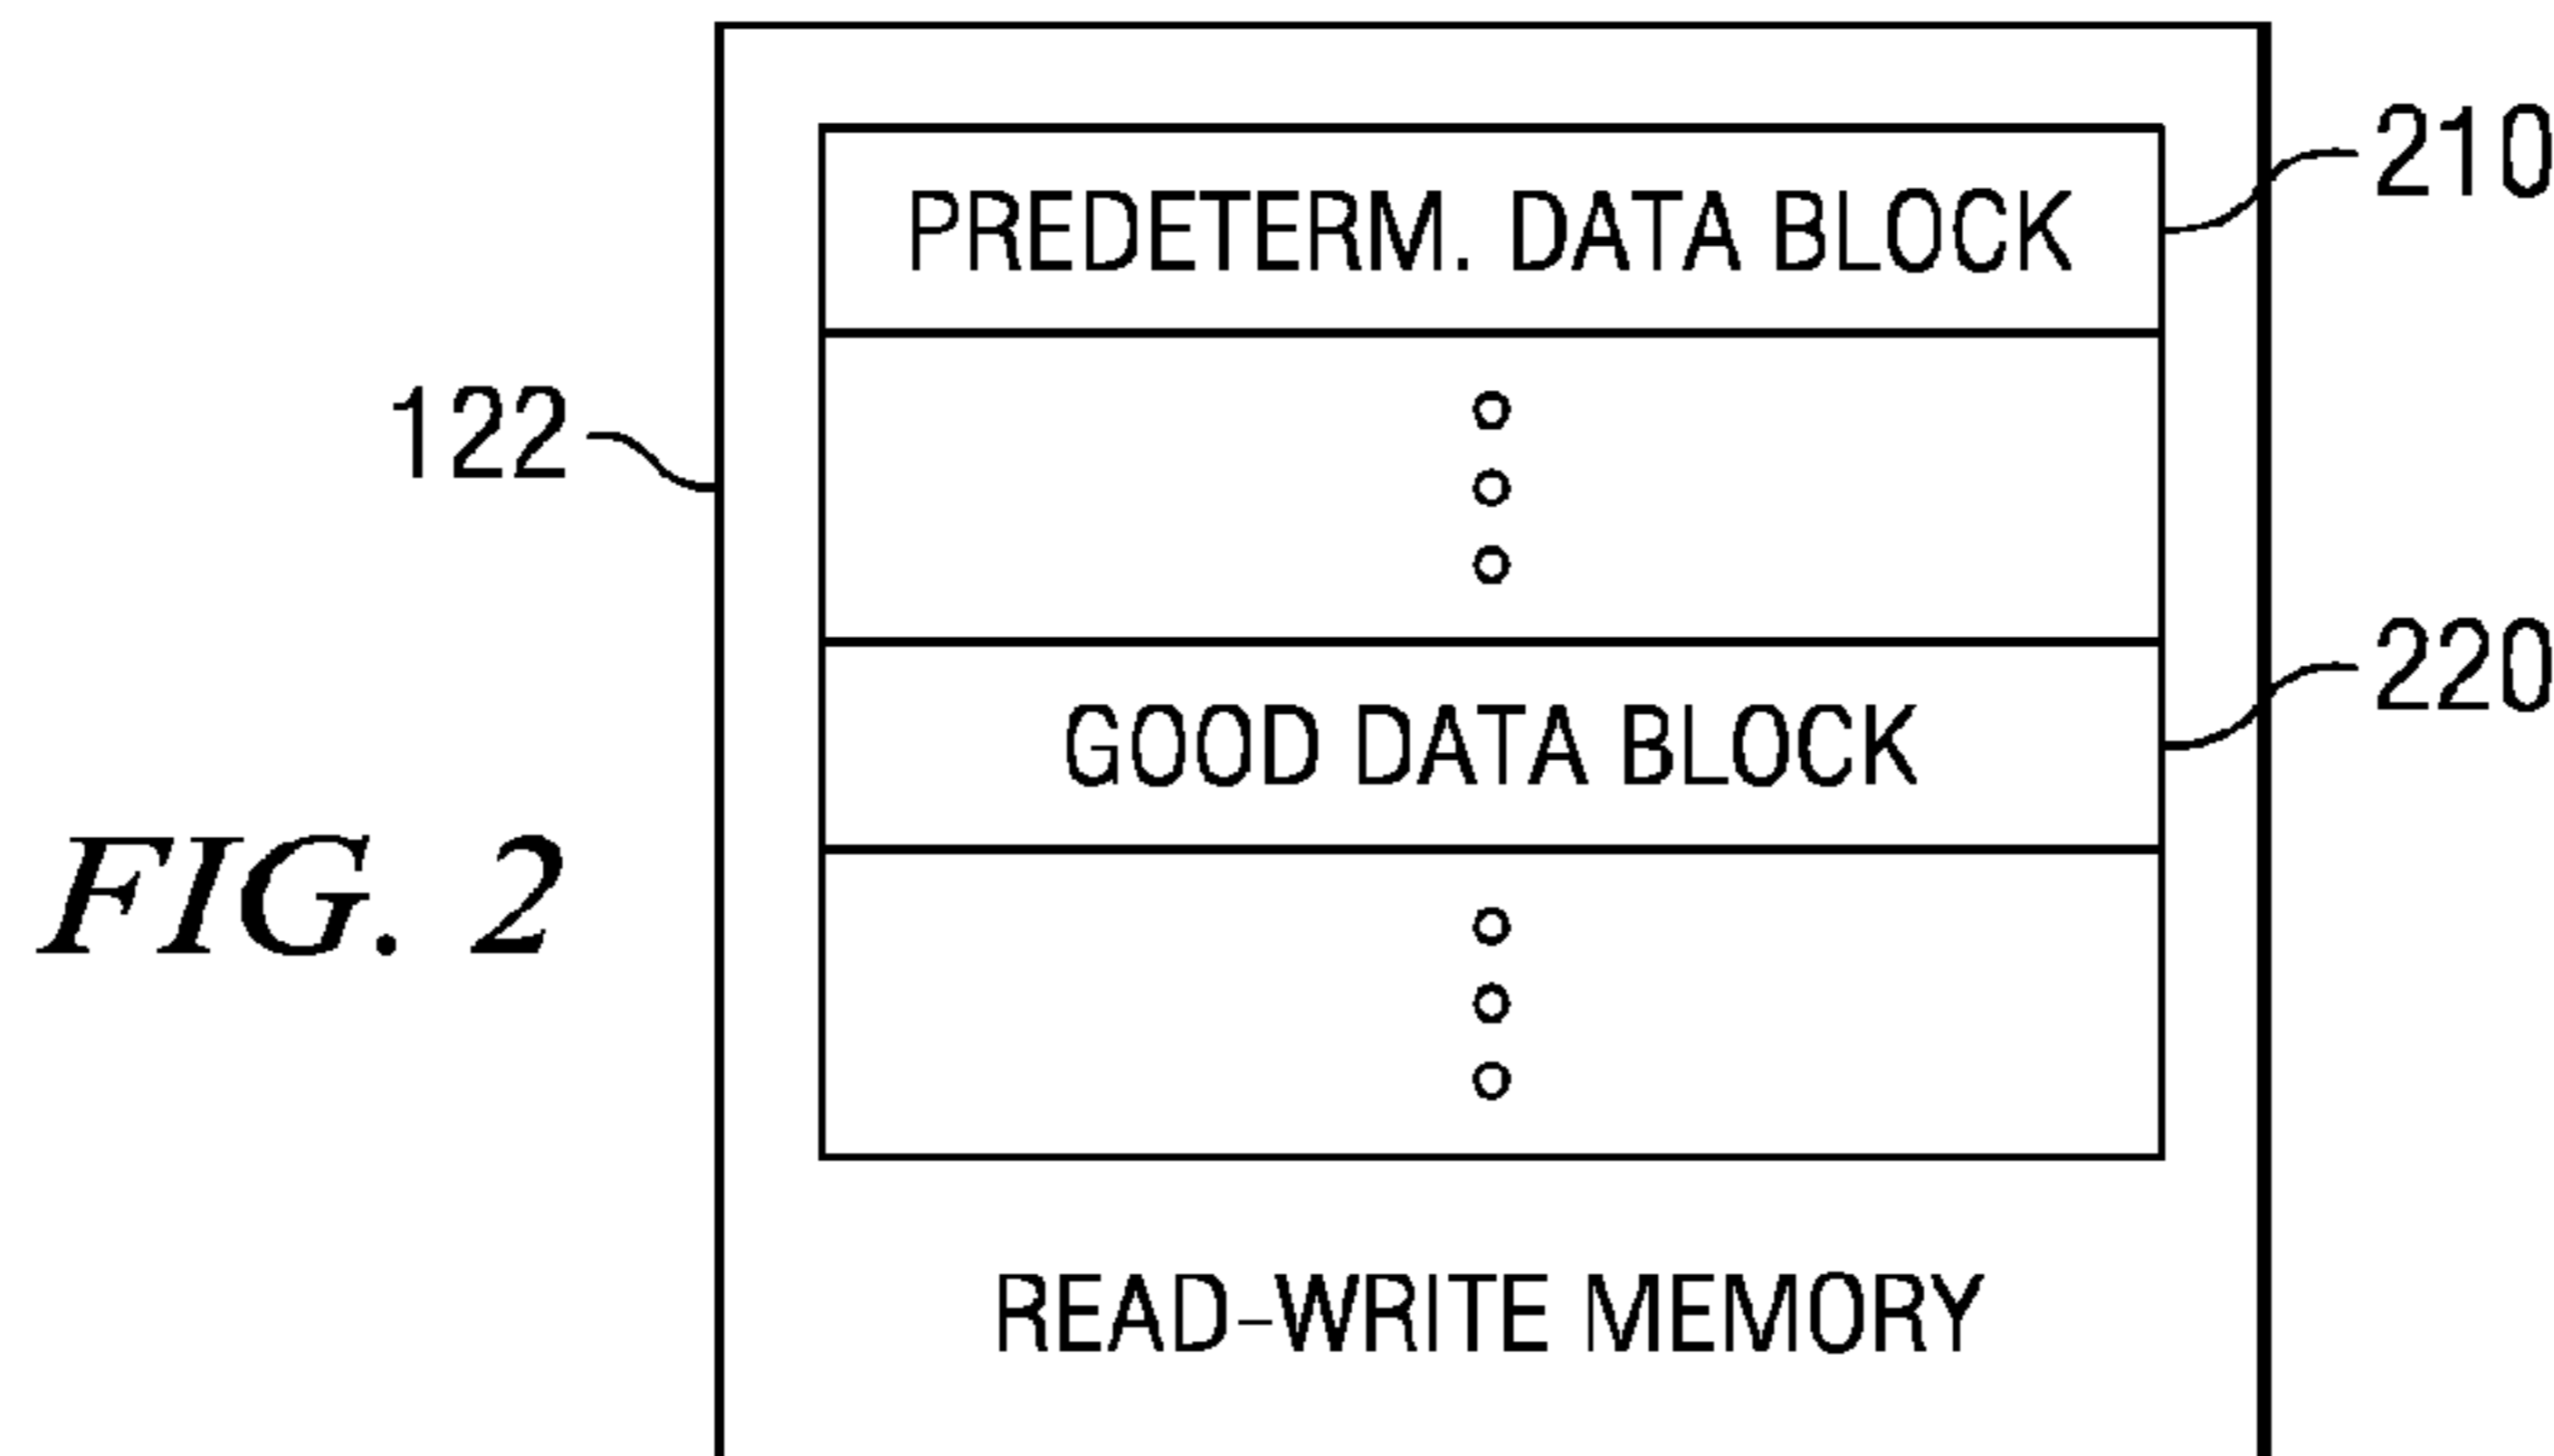 PREDETERM. DATA BLOCK
210
122
GOOD DATA BLOCK
220
FIG. 2
READ-WRITE MEMORY